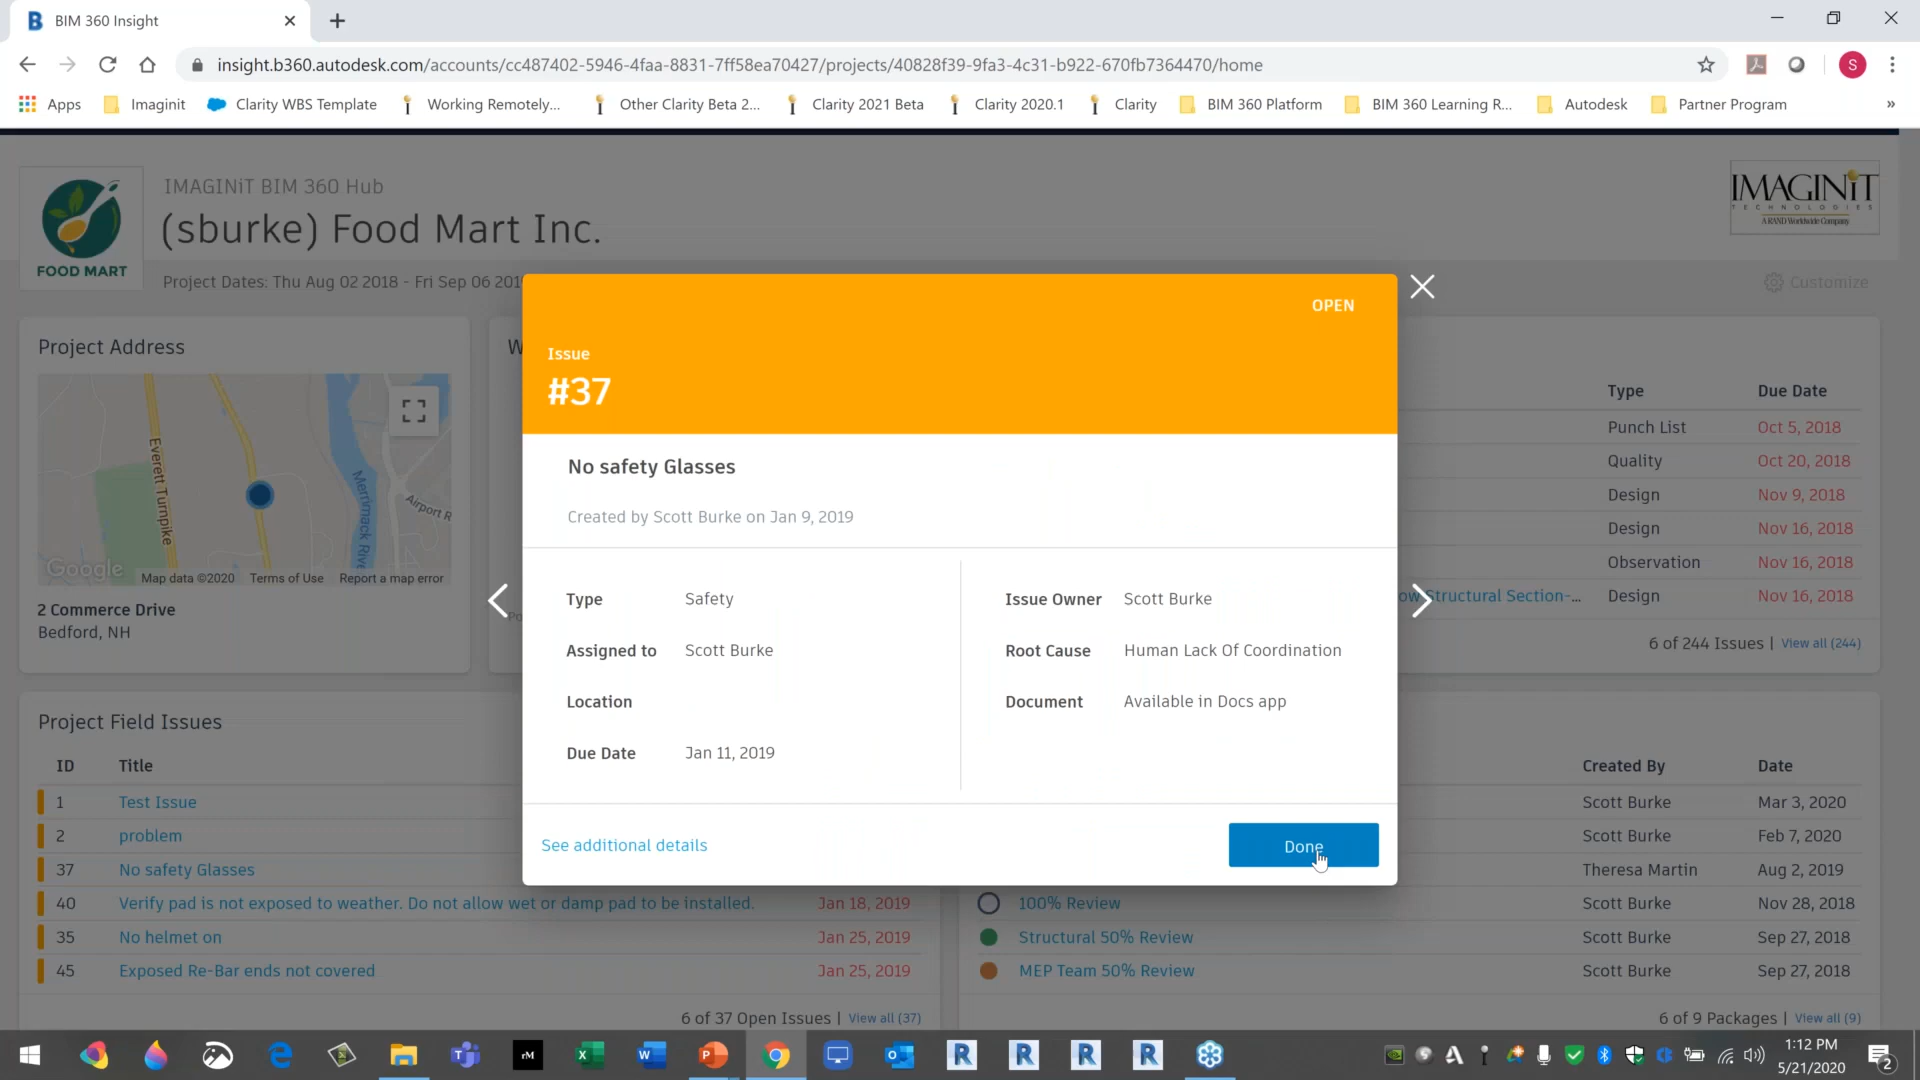 BIM 360 Insight
insight.b360.autodesk.com/accounts/cc487402-5946-4faa-8831-7ff58ea70427/projects/40828f39-9fa3-4c31-b922-670fb7364470/home
S
Apps Imaginit Clarity WBS Template Working Remotely... Other Clarity Beta 2... Clarity 2021 Beta Clarity 2020.1 Clarity BIM 360 Platform BIM 360 Learning R... Autodesk Partner Program »
FOOD MART
IMAGINiT BIM 360 Hub
(sburke) Food Mart Inc.
Project Dates: Thu Aug 02 2018 - Fri Sep 06 201
IMAGINiT
TECHNOLOGIES
A RAND Worldwide Company
Customize
Project Address
Everett Turnpike
Merrimack Rive
Airport R
Google
Map data ©2020 Terms of Use Report a map error
2 Commerce Drive
Bedford, NH
W
Po
OPEN
Issue
#37
No safety Glasses
Created by Scott Burke on Jan 9, 2019
Type Safety
Assigned to Scott Burke
Location
Due Date Jan 11, 2019
Issue Owner Scott Burke
Root Cause Human Lack Of Coordination
Document Available in Docs app
See additional details
Done
Type Due Date
Punch List Oct 5, 2018
Quality Oct 20, 2018
Design Nov 9, 2018
Design Nov 16, 2018
Observation Nov 16, 2018
ow Structural Section-... Design Nov 16, 2018
6 of 244 Issues | View all (244)
Project Field Issues
ID Title
1 Test Issue
2 problem
37 No safety Glasses
40 Verify pad is not exposed to weather. Do not allow wet or damp pad to be installed. Jan 18, 2019
35 No helmet on Jan 25, 2019
45 Exposed Re-Bar ends not covered Jan 25, 2019
6 of 37 Open Issues | View all (37)
Created By Date
Scott Burke Mar 3, 2020
Scott Burke Feb 7, 2020
Theresa Martin Aug 2, 2019
100% Review Scott Burke Nov 28, 2018
Structural 50% Review Scott Burke Sep 27, 2018
MEP Team 50% Review Scott Burke Sep 27, 2018
6 of 9 Packages | View all (9)
rM
1:12 PM
5/21/2020
2